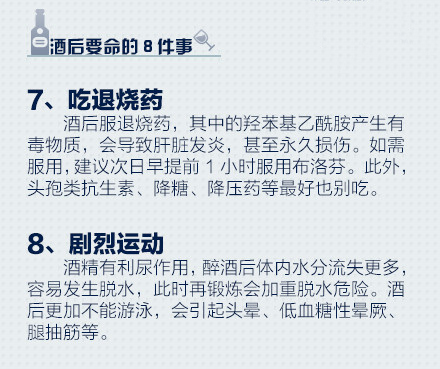 酒后要命的8件事
7、吃退烧药
酒后服退烧药，其中的羟苯基乙酰胺产生有
毒物质，会导致肝脏发炎，甚至永久损伤。如需
服用，建议次日早提前1小时服用布洛芬。此外，
头孢类抗生素、降糖、降压药等最好也别吃。
8、剧烈运动
酒精有利尿作用，醉酒后体内水分流失更多，
容易发生脱水，此时再锻炼会加重脱水危险。酒
后更加不能游泳，会引起头晕、低血糖性晕厥、
腿抽筋等。